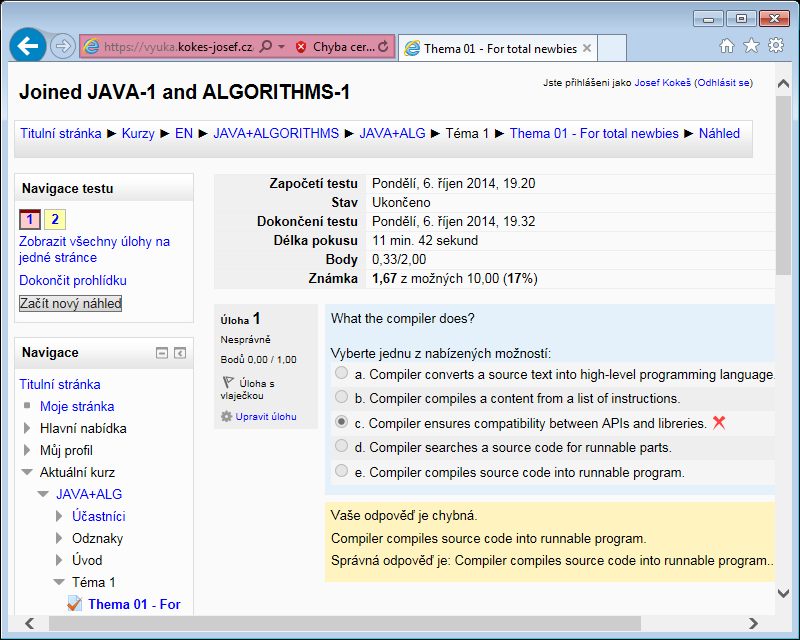 https://vyuka.kokes-josef.cz
Chyba cer...
Thema 01 - For total newbies
Joined JAVA-1 and ALGORITHMS-1
Jste přihlášeni jako Josef Kokeš (Odhlásit se)
Titulní stránka ► Kurzy ► EN ► JAVA+ALGORITHMS ► JAVA+ALG ► Téma 1 ► Thema 01 - For total newbies ► Náhled
Navigace testu
1 2
Zobrazit všechny úlohy na
jedné stránce
Dokončit prohlídku
Začít nový náhled
Navigace
Titulní stránka
Moje stránka
Hlavní nabídka
Můj profil
Aktuální kurz
JAVA+ALG
Účastníci
Odznaky
Úvod
Téma 1
Thema 01 - For
Započetí testu Pondělí, 6. říjen 2014, 19.20
Stav Ukončeno
Dokončení testu Pondělí, 6. říjen 2014, 19.32
Délka pokusu 11 min. 42 sekund
Body 0,33/2,00
Známka 1,67 z možných 10,00 (17%)
Úloha 1
Nesprávně
Bodů 0,00 / 1,00
Úloha s
vlaječkou
Upravit úlohu
What the compiler does?
Vyberte jednu z nabízených možností:
a. Compiler converts a source text into high-level programming language.
b. Compiler compiles a content from a list of instructions.
c. Compiler ensures compatibility between APIs and libreries.
d. Compiler searches a source code for runnable parts.
e. Compiler compiles source code into runnable program.
Vaše odpověď je chybná.
Compiler compiles source code into runnable program.
Správná odpověď je: Compiler compiles source code into runnable program..